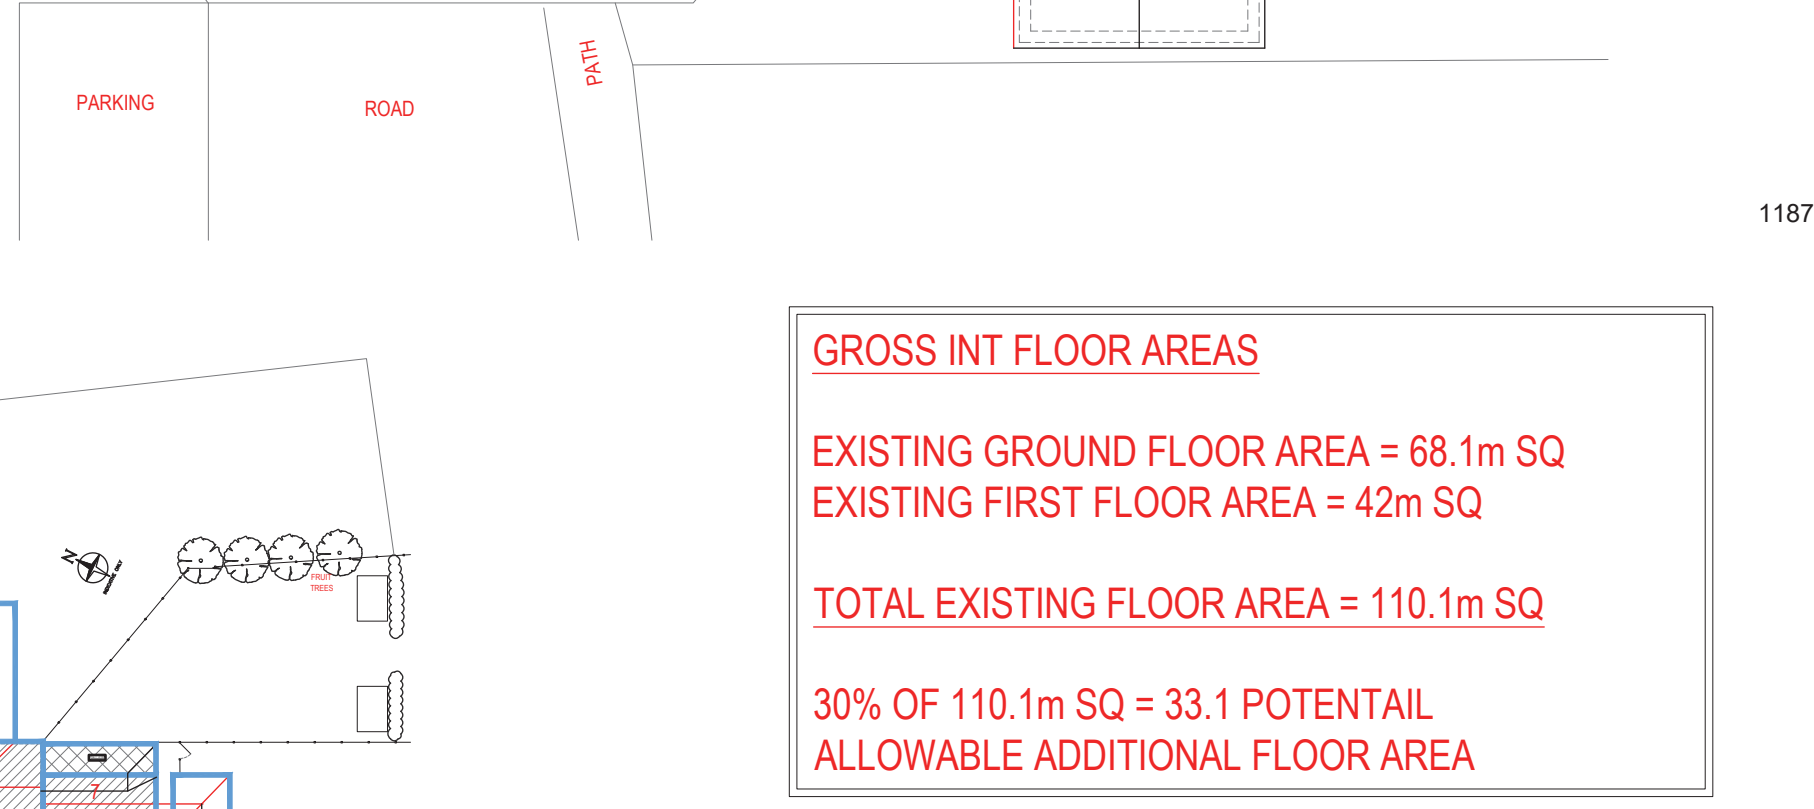 PARKING
ROAD
PATH
1187
GROSS INT FLOOR AREAS
EXISTING GROUND FLOOR AREA = 68.1m SQ
EXISTING FIRST FLOOR AREA = 42m SQ
TOTAL EXISTING FLOOR AREA = 110.1m SQ
30% OF 110.1m SQ = 33.1 POTENTAIL
ALLOWABLE ADDITIONAL FLOOR AREA
N
FRUIT
TREES
7